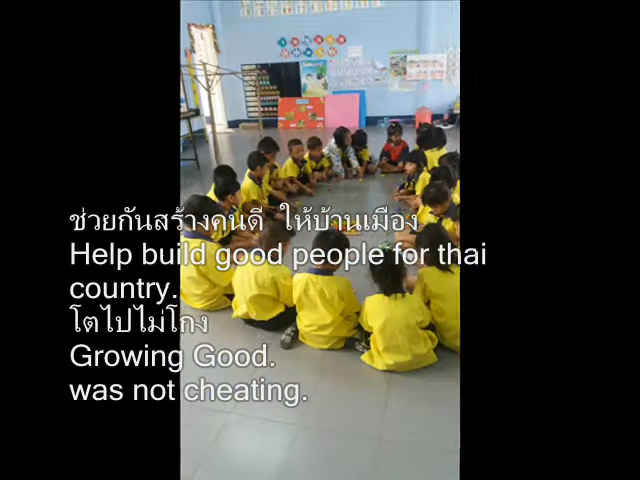 ช่วยกันสร้างคนดี ให้บ้านเมือง
Help build good people for thai
country.
โตไปไม่โกง
Growing Good.
was not cheating.